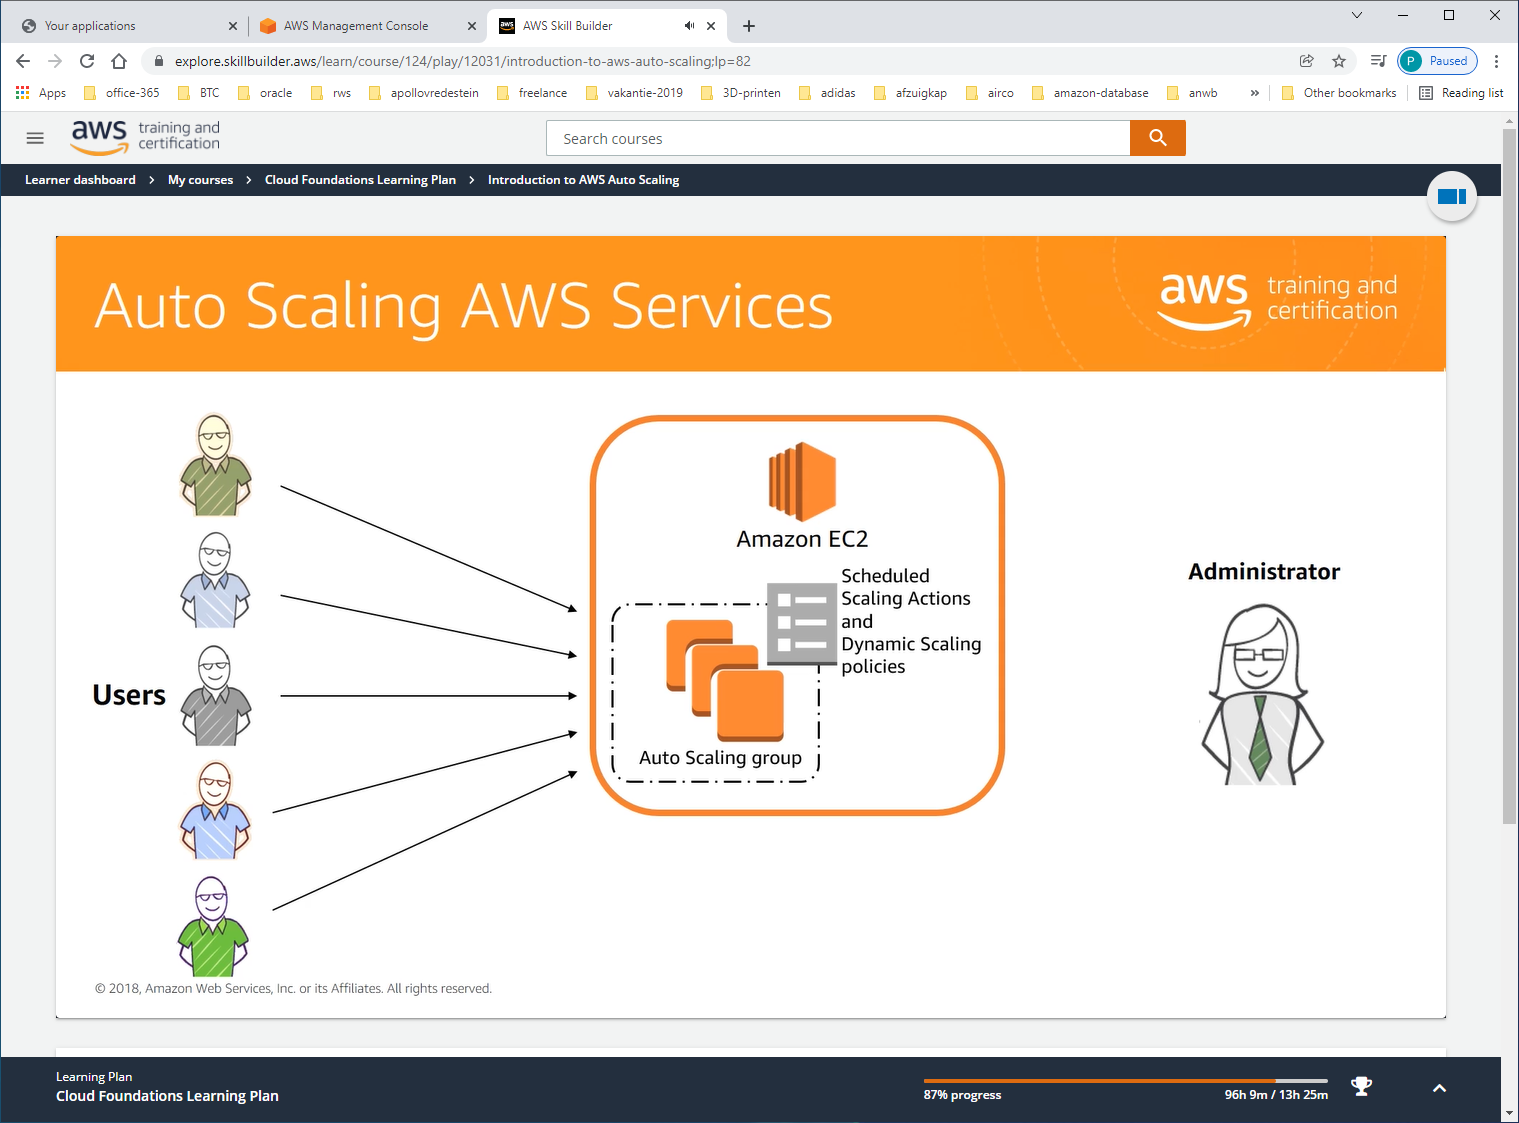 Your applications
AWS Management Console
aws
AWS Skill Builder
explore.skillbuilder.aws/learn/course/124/play/12031/introduction-to-aws-auto-scaling;lp=82
P
Paused
Apps
office-365
BTC
oracle
rws
apollovredestein
freelance
vakantie-2019
3D-printen
adidas
afzuigkap
airco
amazon-database
anwb
»
Other bookmarks
Reading list
aws
training and
certification
Search courses
Learner dashboard > My courses > Cloud Foundations Learning Plan > Introduction to AWS Auto Scaling
Auto Scaling AWS Services
aws
training and
certification
Users
Amazon EC2
Scheduled
Scaling Actions
and
Dynamic Scaling
policies
Auto Scaling group
Administrator
© 2018, Amazon Web Services, Inc. or its Affiliates. All rights reserved.
Learning Plan
Cloud Foundations Learning Plan
87% progress
96h 9m / 13h 25m